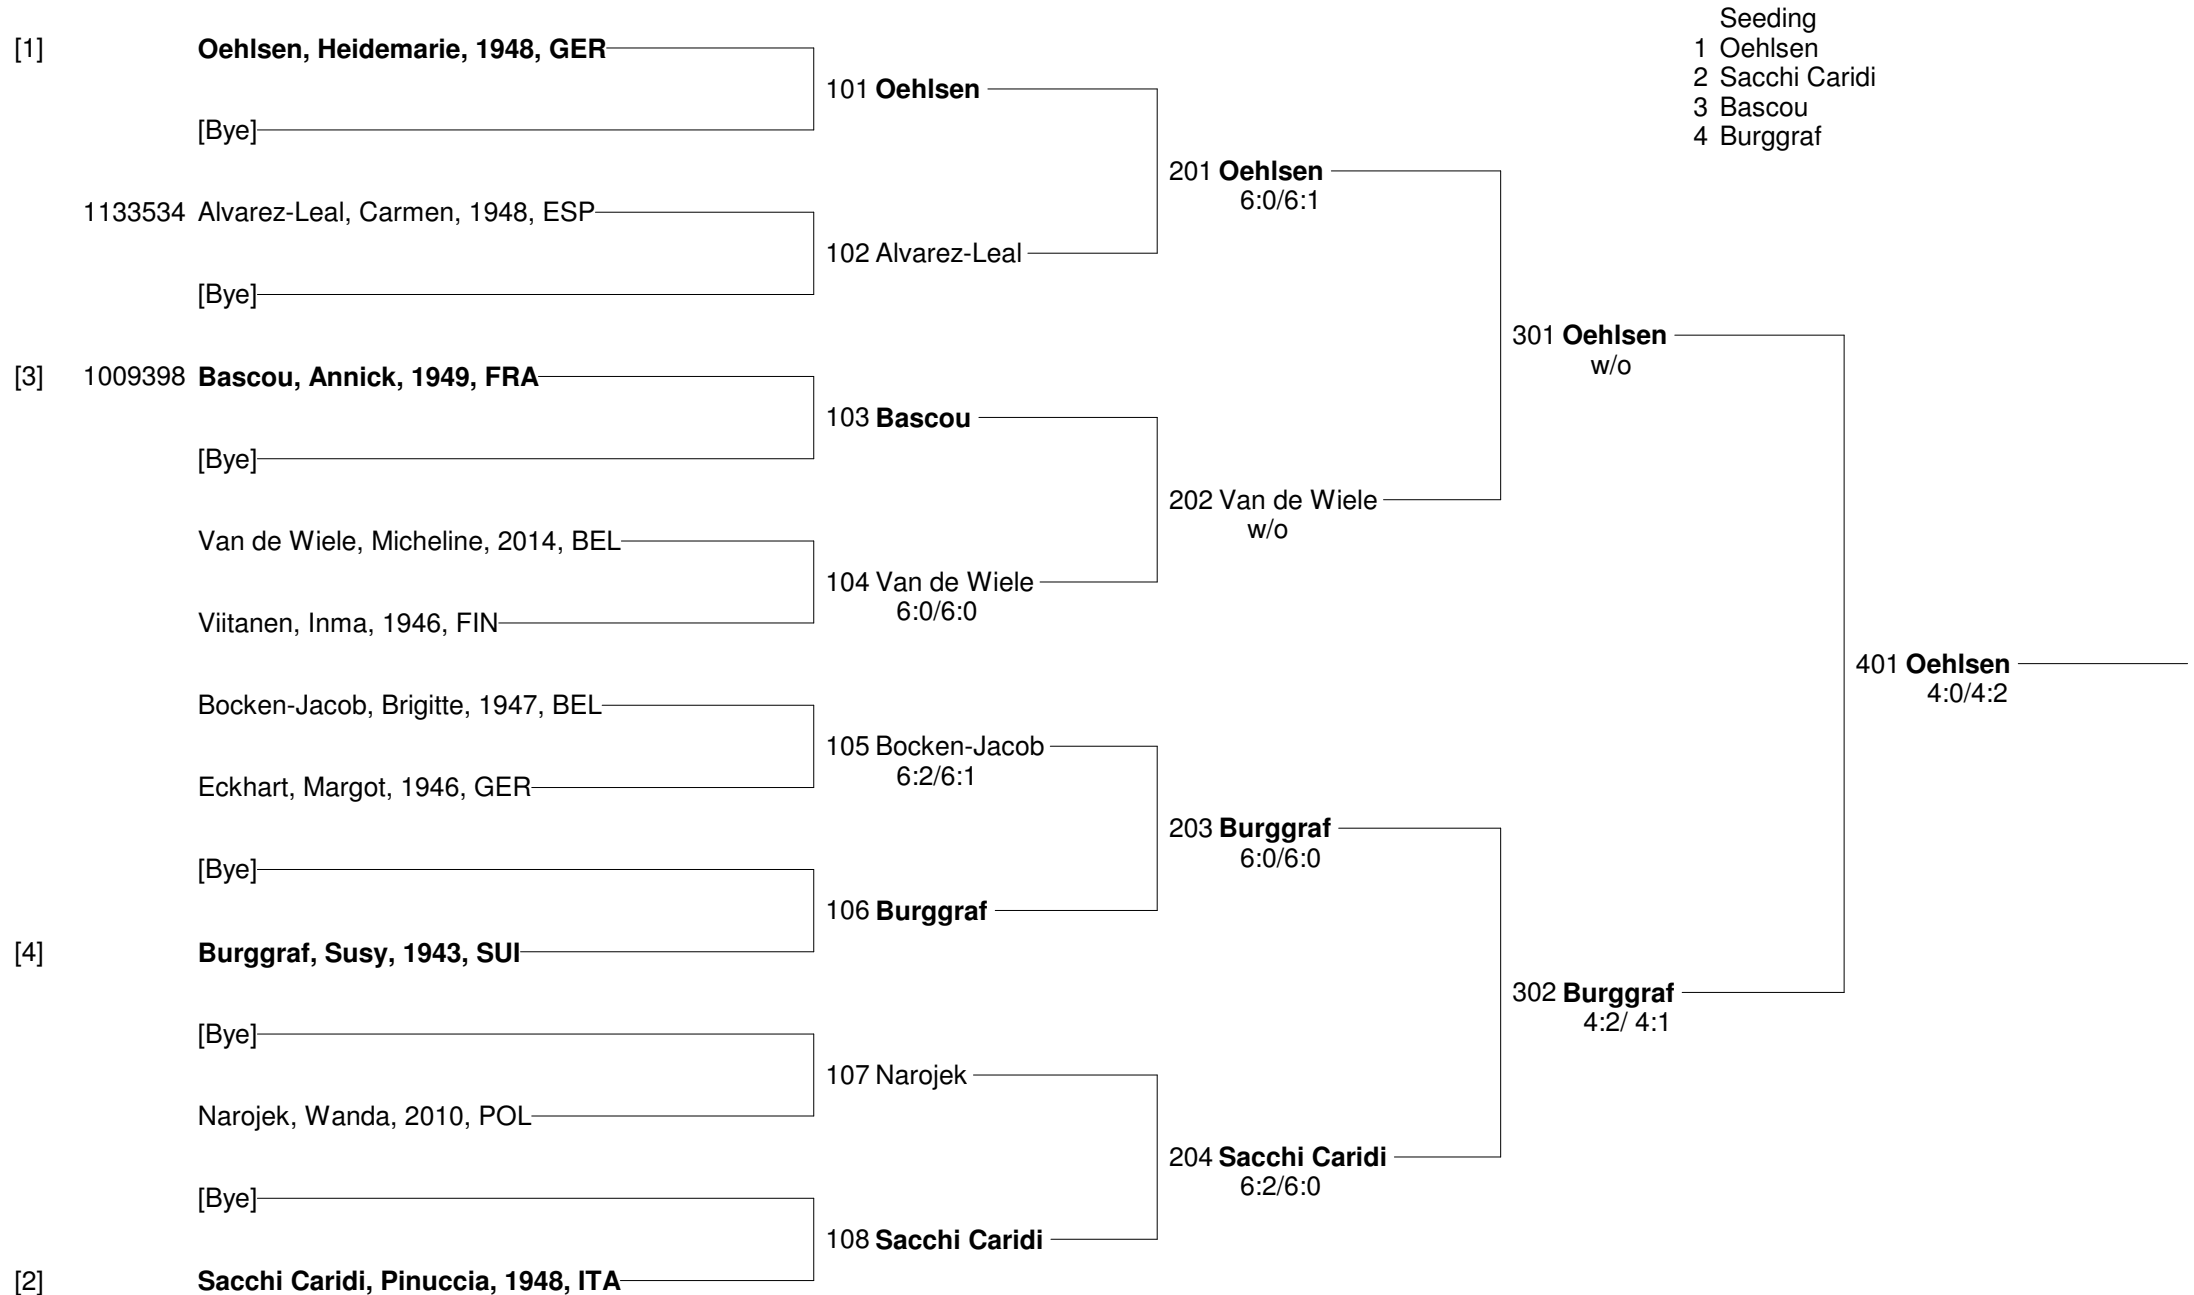 Seeding
1 Oehlsen
2 Sacchi Caridi
3 Bascou
4 Burggraf
[1] Oehlsen, Heidemarie, 1948, GER
101 Oehlsen
[Bye]
201 Oehlsen
6:0/6:1
1133534 Alvarez-Leal, Carmen, 1948, ESP
102 Alvarez-Leal
[Bye]
301 Oehlsen
w/o
[3] 1009398 Bascou, Annick, 1949, FRA
103 Bascou
[Bye]
202 Van de Wiele
w/o
Van de Wiele, Micheline, 2014, BEL
104 Van de Wiele
6:0/6:0
Viitanen, Inma, 1946, FIN
401 Oehlsen
4:0/4:2
Bocken-Jacob, Brigitte, 1947, BEL
105 Bocken-Jacob
6:2/6:1
Eckhart, Margot, 1946, GER
203 Burggraf
6:0/6:0
[Bye]
106 Burggraf
[4] Burggraf, Susy, 1943, SUI
302 Burggraf
4:2/ 4:1
[Bye]
107 Narojek
Narojek, Wanda, 2010, POL
204 Sacchi Caridi
6:2/6:0
[Bye]
108 Sacchi Caridi
[2] Sacchi Caridi, Pinuccia, 1948, ITA